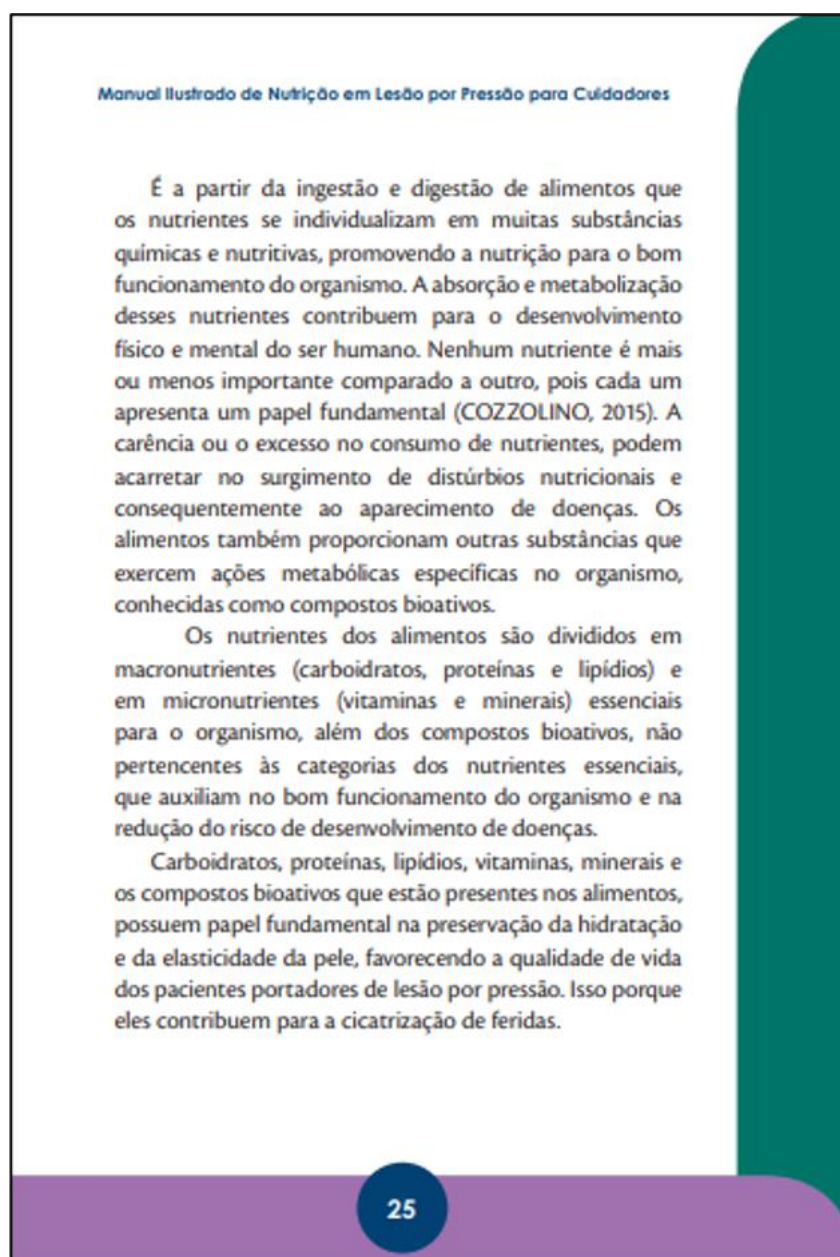 Manual Ilustrado de Nutrição em Lesão por Pressão para Cuidadores
É a partir da ingestão e digestão de alimentos que
os nutrientes se individualizam em muitas substâncias
químicas e nutritivas, promovendo a nutrição para o bom
funcionamento do organismo. A absorção e metabolização
desses nutrientes contribuem para o desenvolvimento
físico e mental do ser humano. Nenhum nutriente é mais
ou menos importante comparado a outro, pois cada um
apresenta um papel fundamental (COZZOLINO, 2015). A
carência ou o excesso no consumo de nutrientes, podem
acarretar no surgimento de distúrbios nutricionais e
consequentemente ao aparecimento de doenças. Os
alimentos também proporcionam outras substâncias que
exercem ações metabólicas específicas no organismo,
conhecidas como compostos bioativos.
Os nutrientes dos alimentos são divididos em
macronutrientes (carboidratos, proteínas e lipídios) e
em micronutrientes (vitaminas e minerais) essenciais
para o organismo, além dos compostos bioativos, não
pertencentes às categorias dos nutrientes essenciais,
que auxiliam no bom funcionamento do organismo e na
redução do risco de desenvolvimento de doenças.
Carboidratos, proteínas, lipídios, vitaminas, minerais e
os compostos bioativos que estão presentes nos alimentos,
possuem papel fundamental na preservação da hidratação
e da elasticidade da pele, favorecendo a qualidade de vida
dos pacientes portadores de lesão por pressão. Isso porque
eles contribuem para a cicatrização de feridas.
25